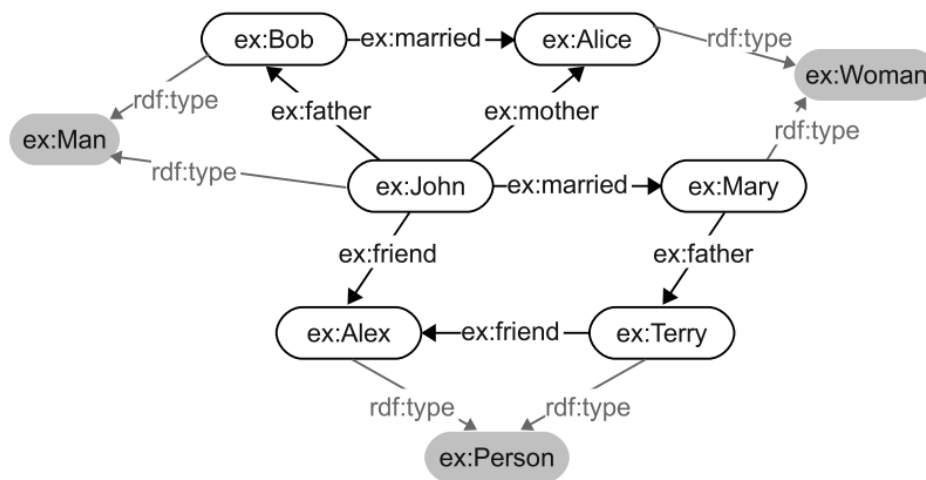 ex:Bob ex:married ex:Alice
rdf:type
ex:Woman
rdf:type
ex:father ex:mother
rdf:type
ex:Man
rdf:type
ex:John ex:married ex:Mary
ex:friend ex:father
ex:Alex ex:friend ex:Terry
rdf:type rdf:type
ex:Person